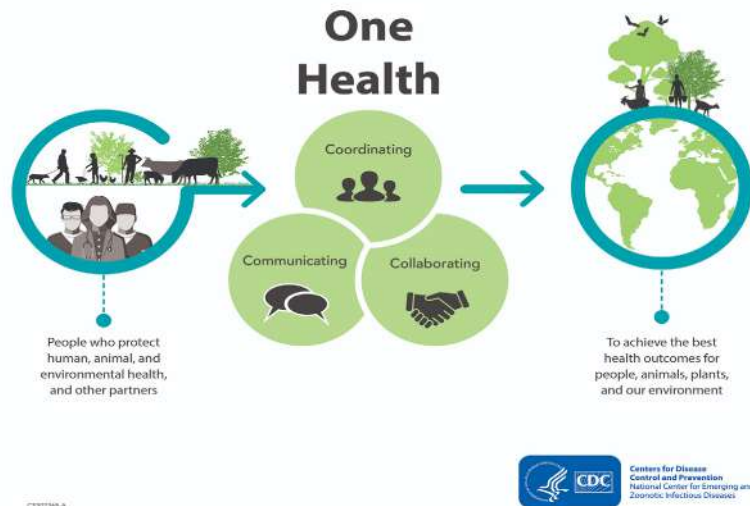 One
Health
Coordinating
Communicating
Collaborating
People who protect
human, animal, and
environmental health,
and other partners
To achieve the best
health outcomes for
people, animals, plants,
and our environment
CDC
Centers for Disease
Control and Prevention
National Center for Emerging and
Zoonotic Infectious Diseases